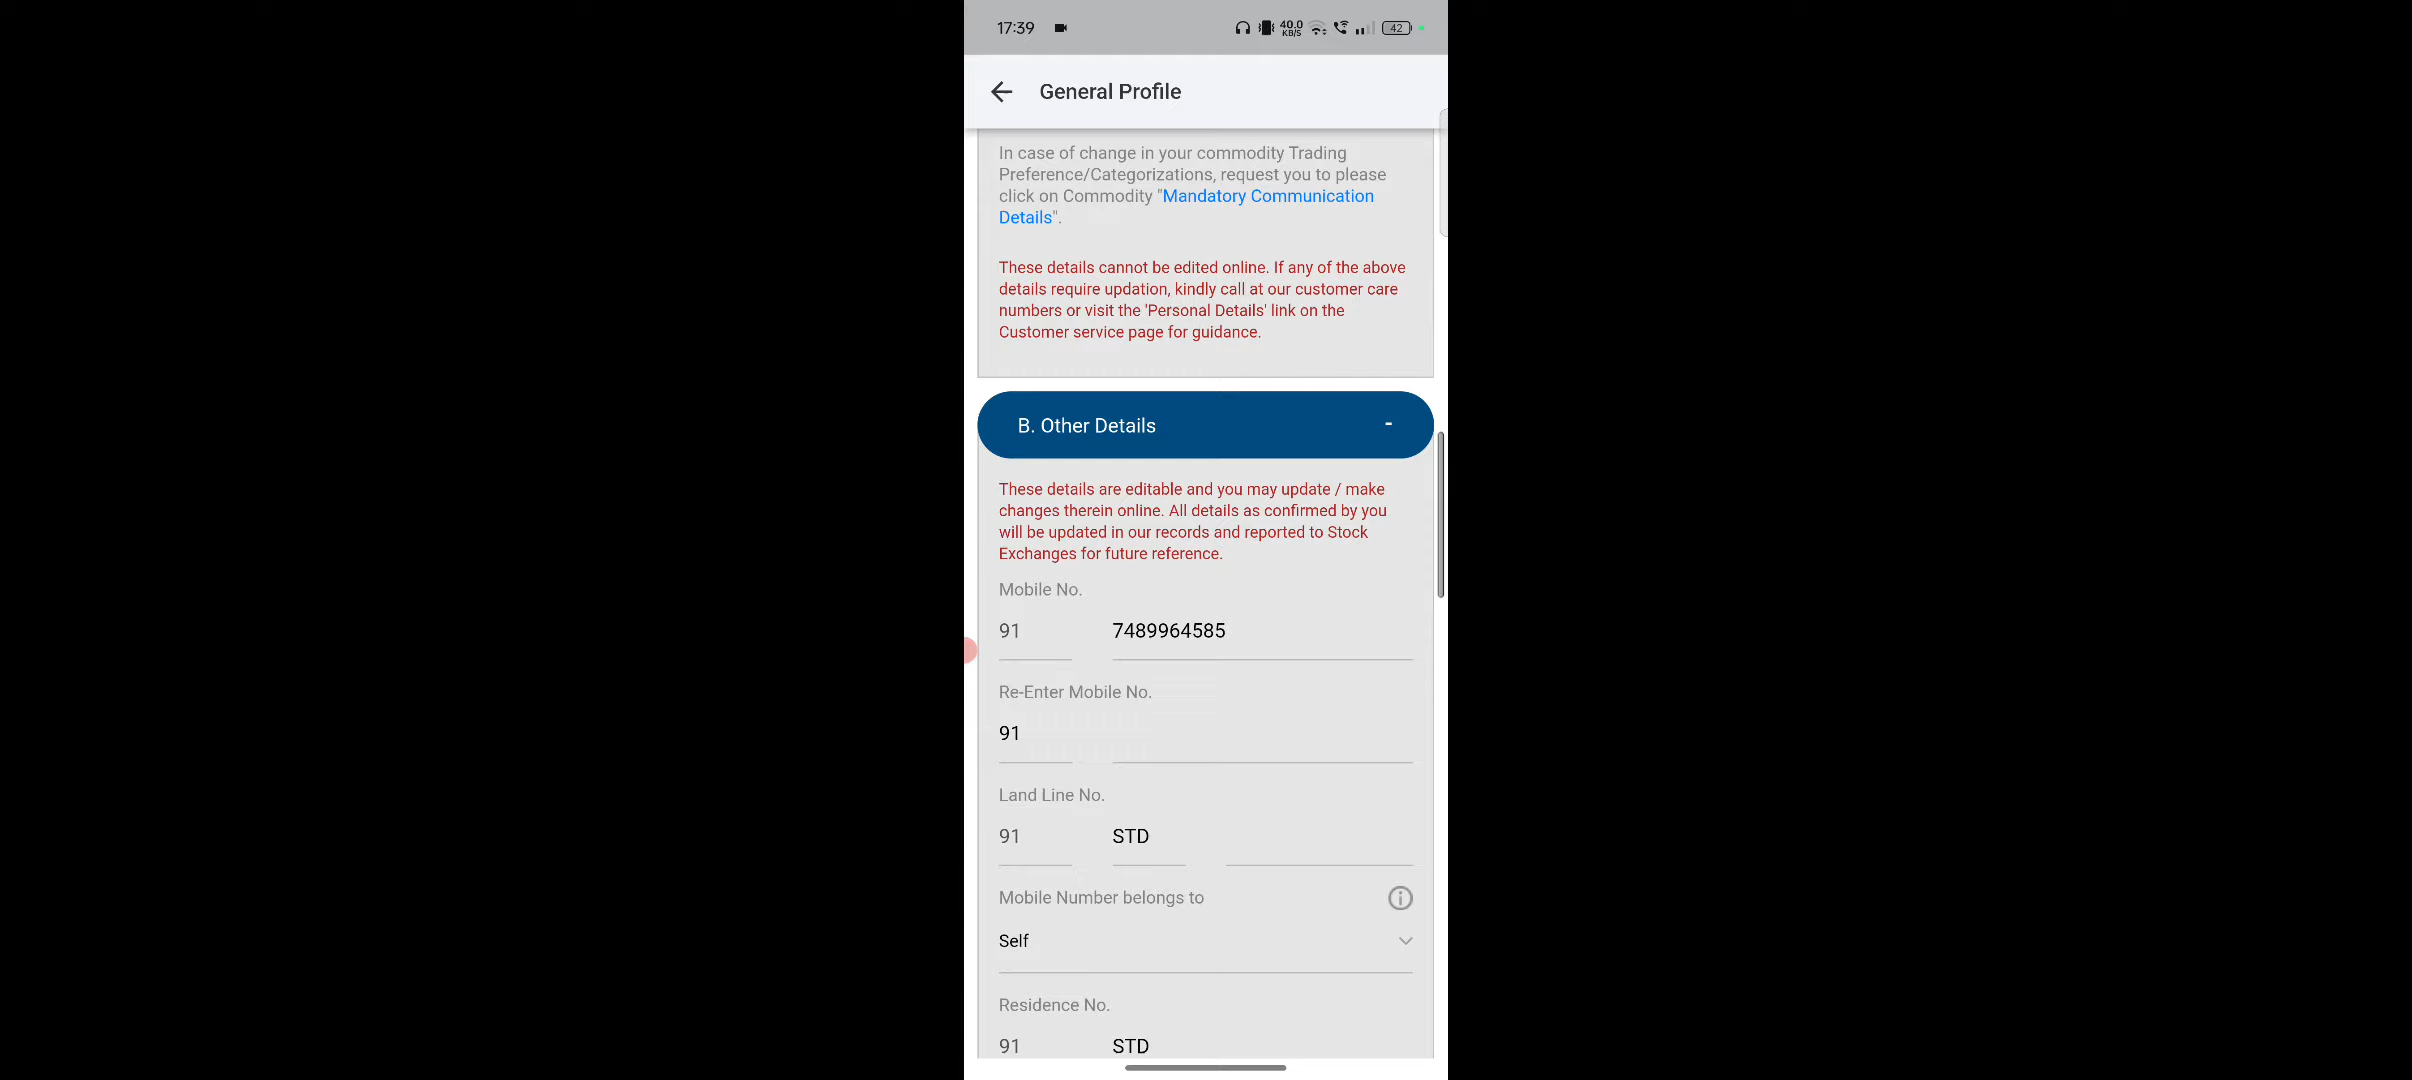 17:39
40.0
KB/S
42
General Profile
In case of change in your commodity Trading
Preference/Categorizations, request you to please
click on Commodity "Mandatory Communication
Details".
These details cannot be edited online. If any of the above
details require updation, kindly call at our customer care
numbers or visit the 'Personal Details' link on the
Customer service page for guidance.
B. Other Details -
These details are editable and you may update / make
changes therein online. All details as confirmed by you
will be updated in our records and reported to Stock
Exchanges for future reference.
Mobile No.
91 7489964585
Re-Enter Mobile No.
91
Land Line No.
91 STD
Mobile Number belongs to
Self
Residence No.
91 STD